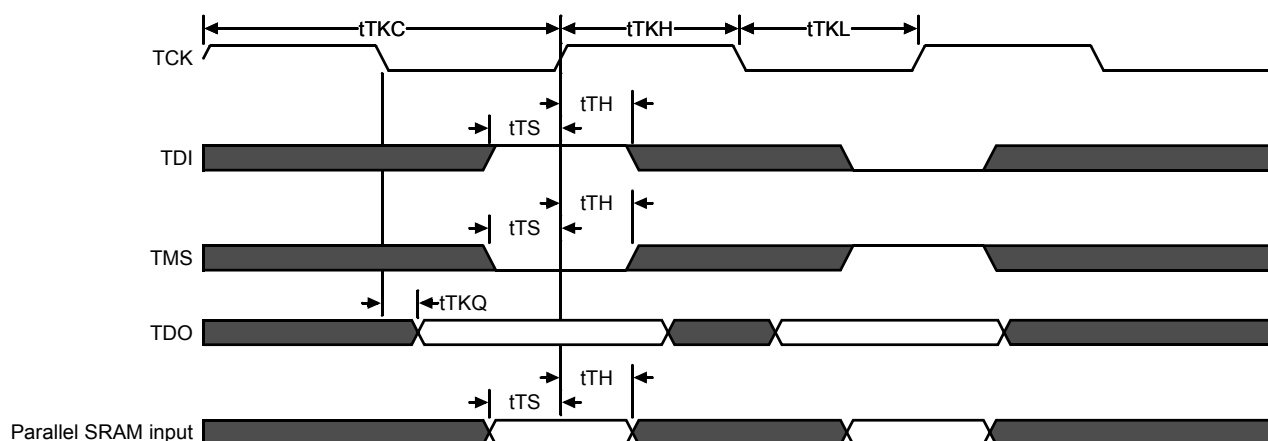 tTKC
tTKH
tTKL
TCK
tTH
tTS
TDI
tTH
tTS
TMS
tTKQ
TDO
tTH
tTS
Parallel SRAM input